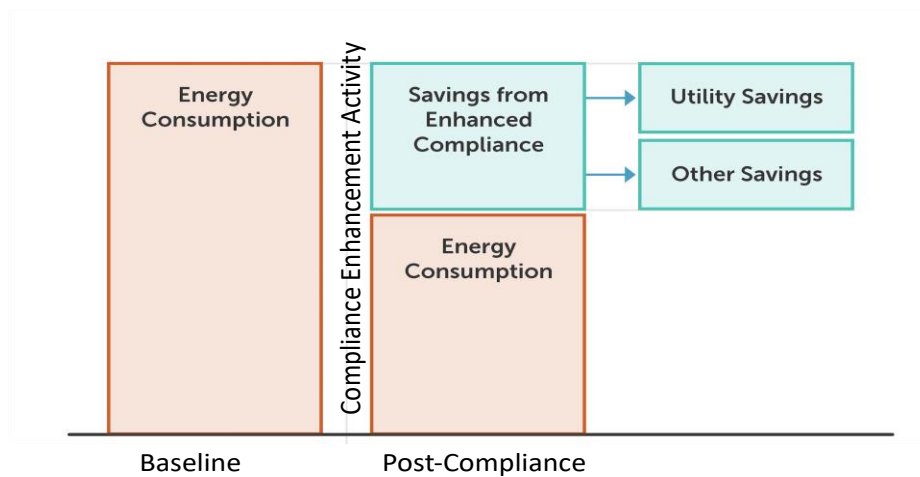 Energy
Consumption
Compliance Enhancement Activity
Savings from
Enhanced
Compliance
Utility Savings
Other Savings
Energy
Consumption
Baseline
Post-Compliance